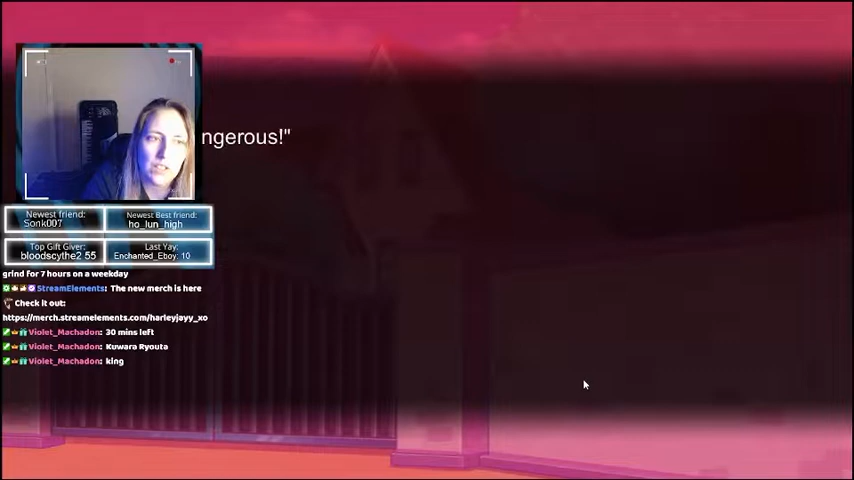 ngerous!"
Newest friend:
Sonk007
Newest Best friend:
ho_lun_high
Top Gift Giver:
bloodscythe2 55
Last Yay:
Enchanted_Eboy: 10
grind for 7 hours on a weekday
StreamElements: The new merch is here
Check it out:
https://merch.streamelements.com/harleyjayy_xo
Violet_Machadon: 30 mins left
Violet_Machadon: Kuwara Ryouta
Violet_Machadon: king